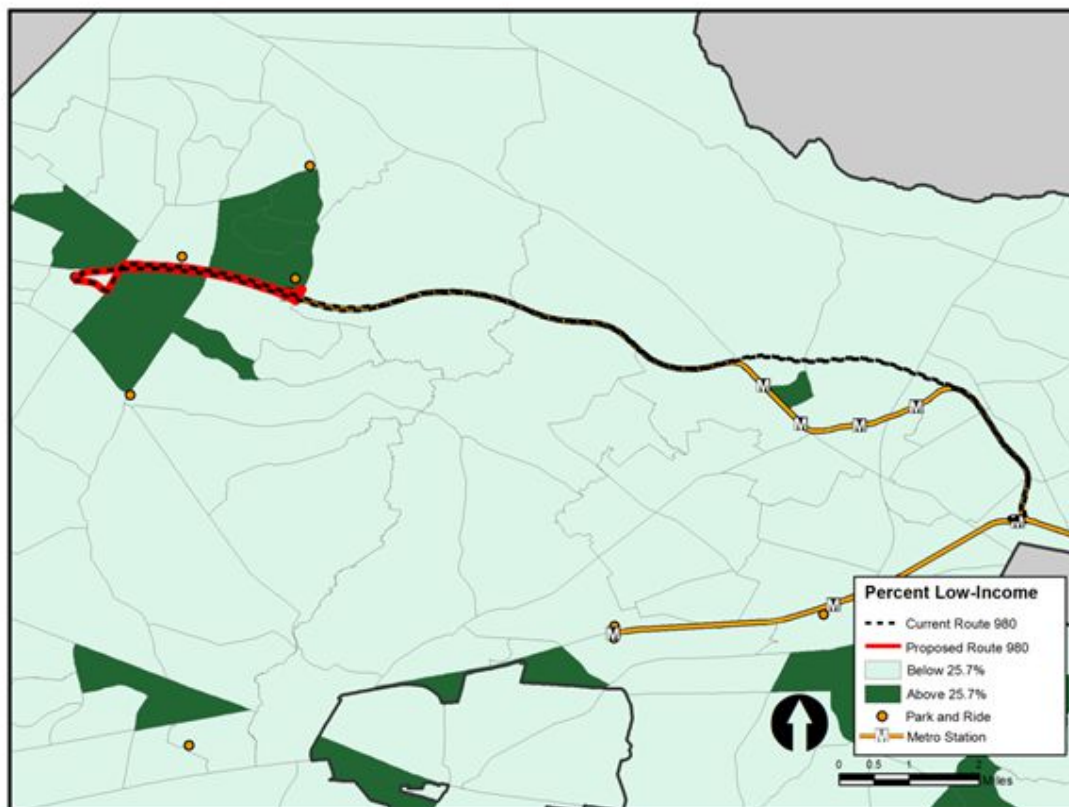 M
M
M
M
M
M
M
Percent Low-Income
Current Route 980
Proposed Route 980
Below 25.7%
Above 25.7%
Park and Ride
M Metro Station
0 0.5 1 2
Miles